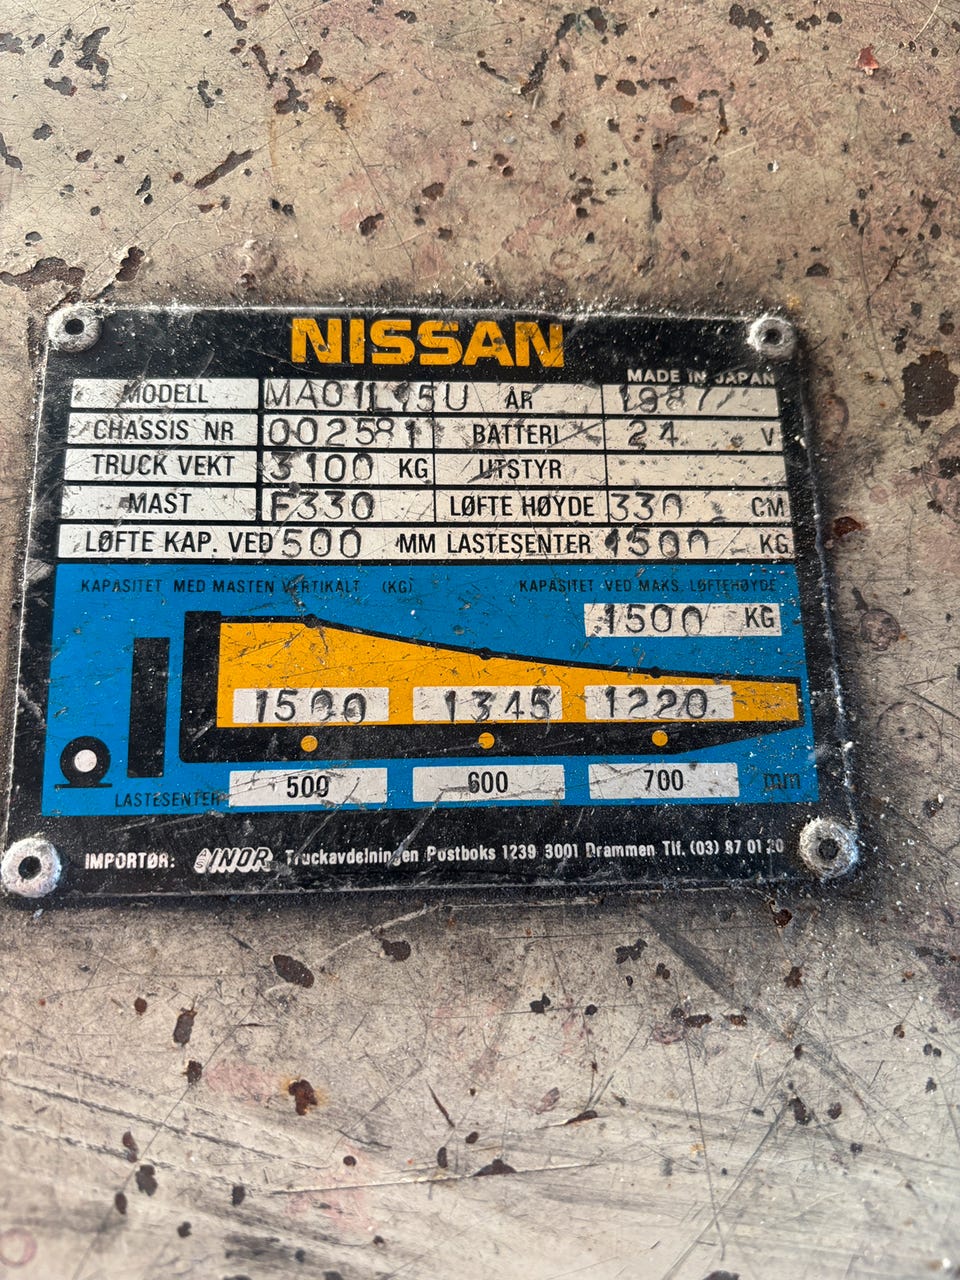 NISSAN
MADE IN JAPAN
MODELL MA01L15U ÅR 1987
CHASSIS NR 002581 BATTERI 24 V
TRUCK VEKT 3100 KG UTSTYR
MAST F330 LØFTE HØYDE 330 CM
LØFTE KAP. VED 500 MM LASTESENTER 1500 KG
KAPASITET MED MASTEN VERTIKALT (KG) KAPASITET VED MAKS. LØFTEHØYDE
1500 KG
1500 1345 1220
LASTESENTER 500 600 700 mm
IMPORTØR: A/S INOR Truckavdelningen Postboks 1239 3001 Drammen Tlf. (03) 87 01 20